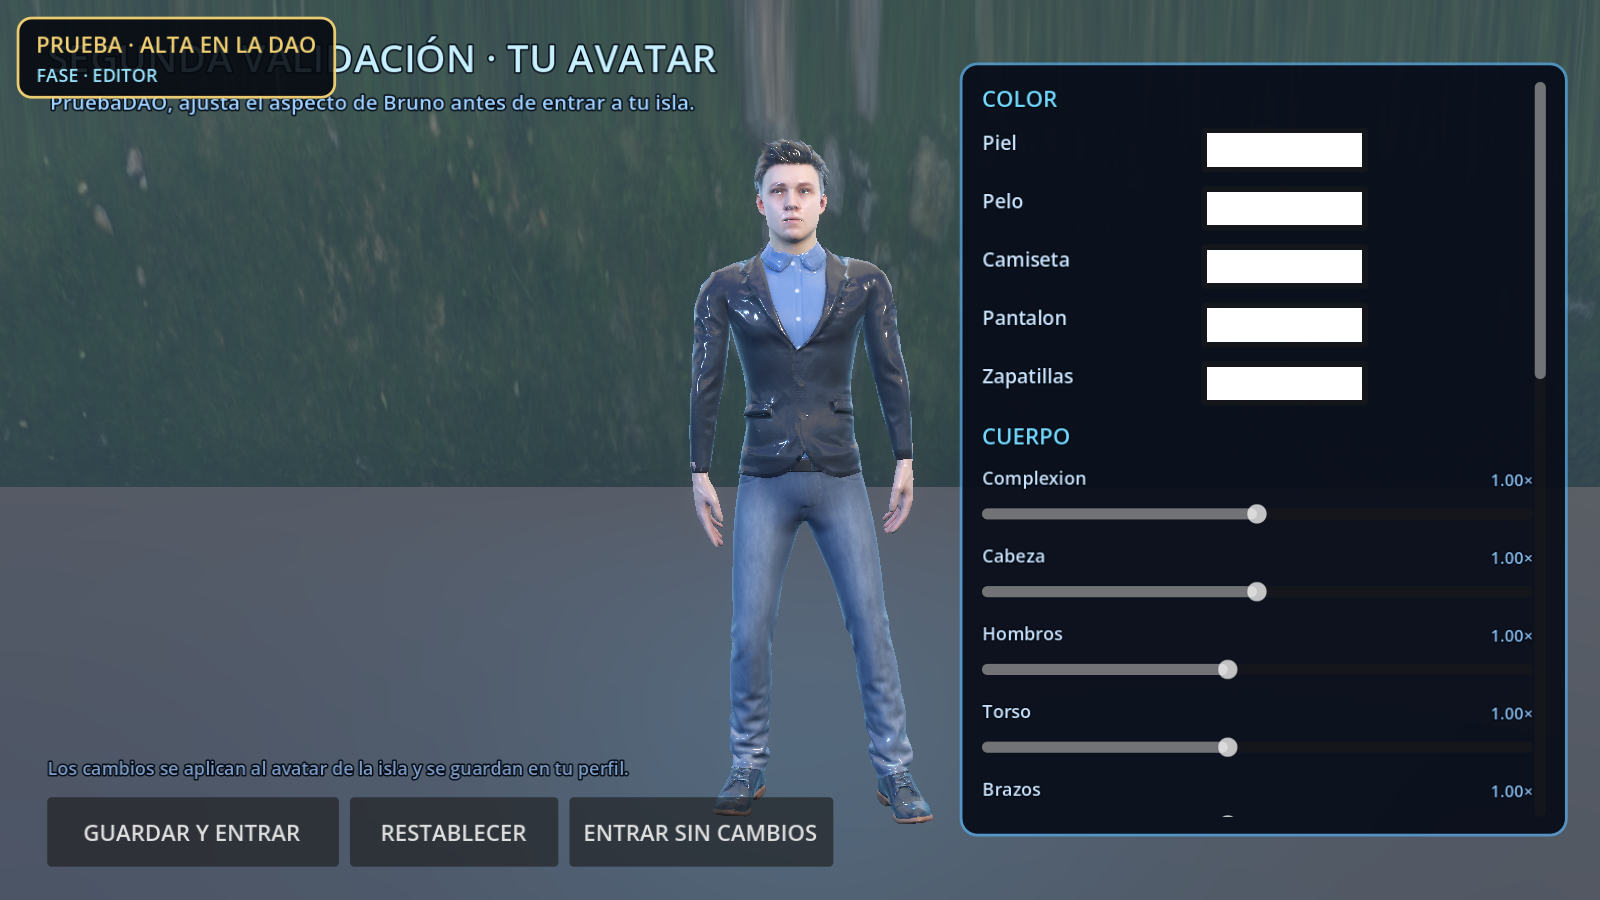 PRUEBA · ALTA EN LA DAO
FASE · EDITOR
SEGUNDA VALIDACIÓN · TU AVATAR
PruebaDAO, ajusta el aspecto de Bruno antes de entrar a tu isla.
COLOR
Piel
Pelo
Camiseta
Pantalon
Zapatillas
CUERPO
Complexion 1.00×
Cabeza 1.00×
Hombros 1.00×
Torso 1.00×
Brazos 1.00×
Los cambios se aplican al avatar de la isla y se guardan en tu perfil.
GUARDAR Y ENTRAR RESTABLECER ENTRAR SIN CAMBIOS